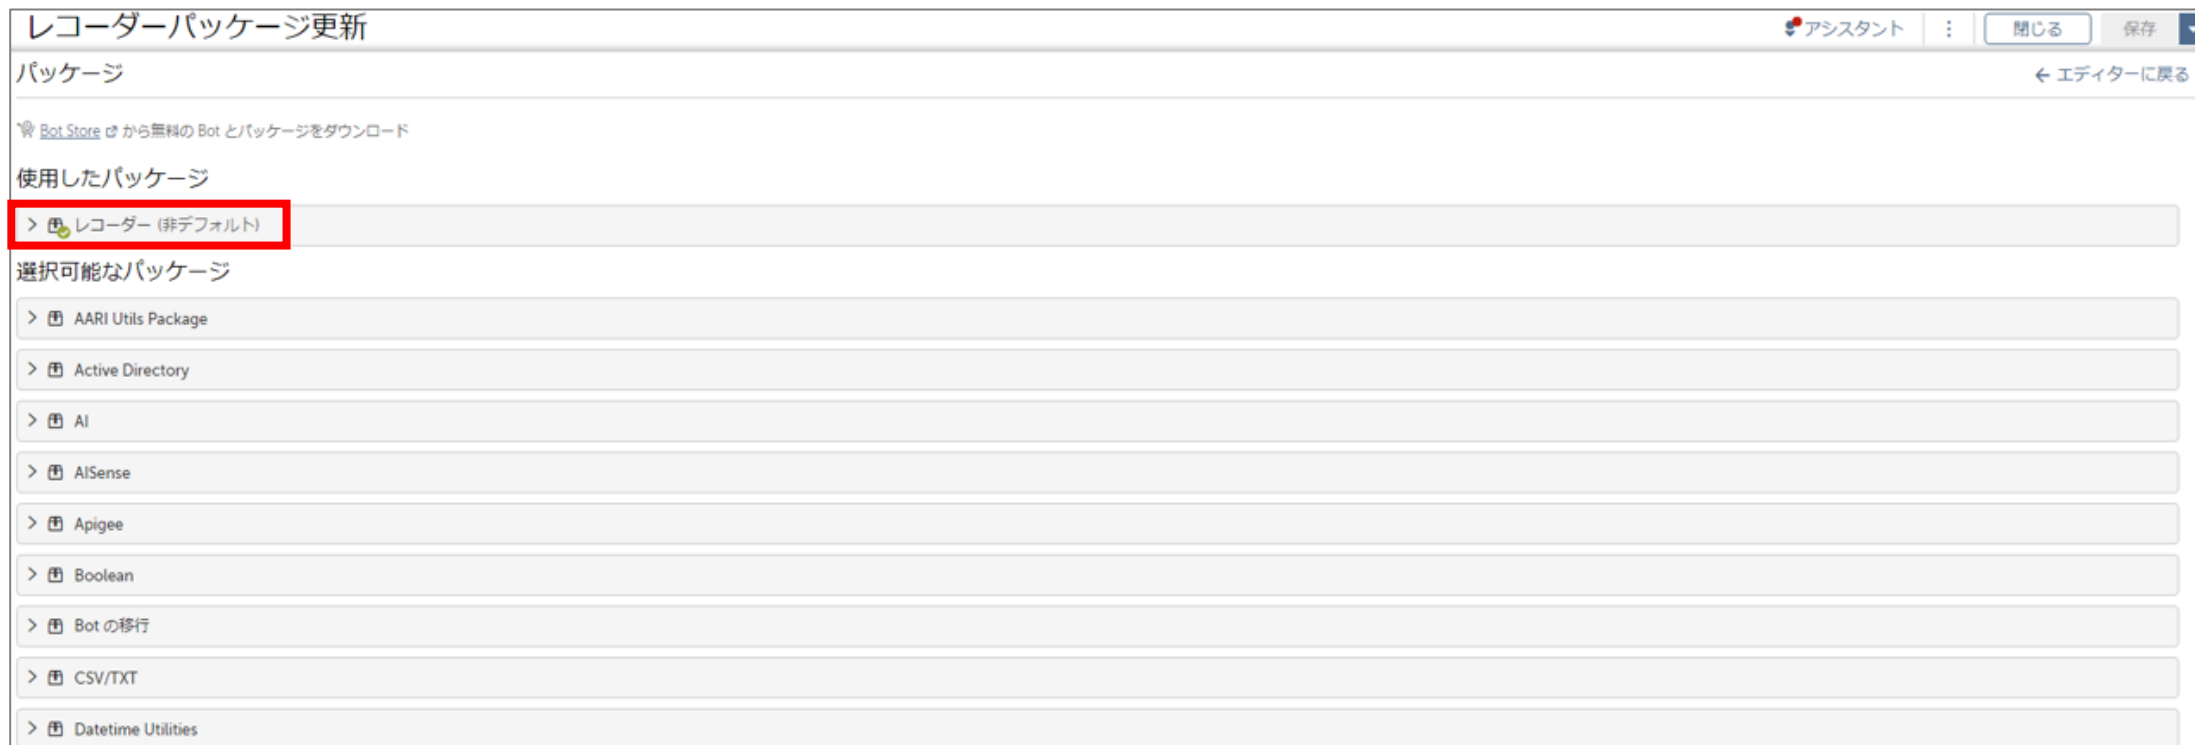 レコーダーパッケージ更新
アシスタント
閉じる
保存
パッケージ
← エディターに戻る
Bot Store から無料の Bot とパッケージをダウンロード
使用したパッケージ
レコーダー (非デフォルト)
選択可能なパッケージ
AARI Utils Package
Active Directory
AI
AISense
Apigee
Boolean
Bot の移行
CSV/TXT
Datetime Utilities